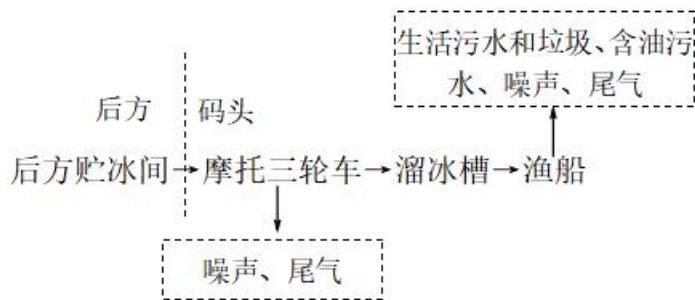 生活污水和垃圾、含油污
水、噪声、尾气
后方 码头
后方贮冰间 摩托三轮车 溜冰槽 渔船
噪声、尾气